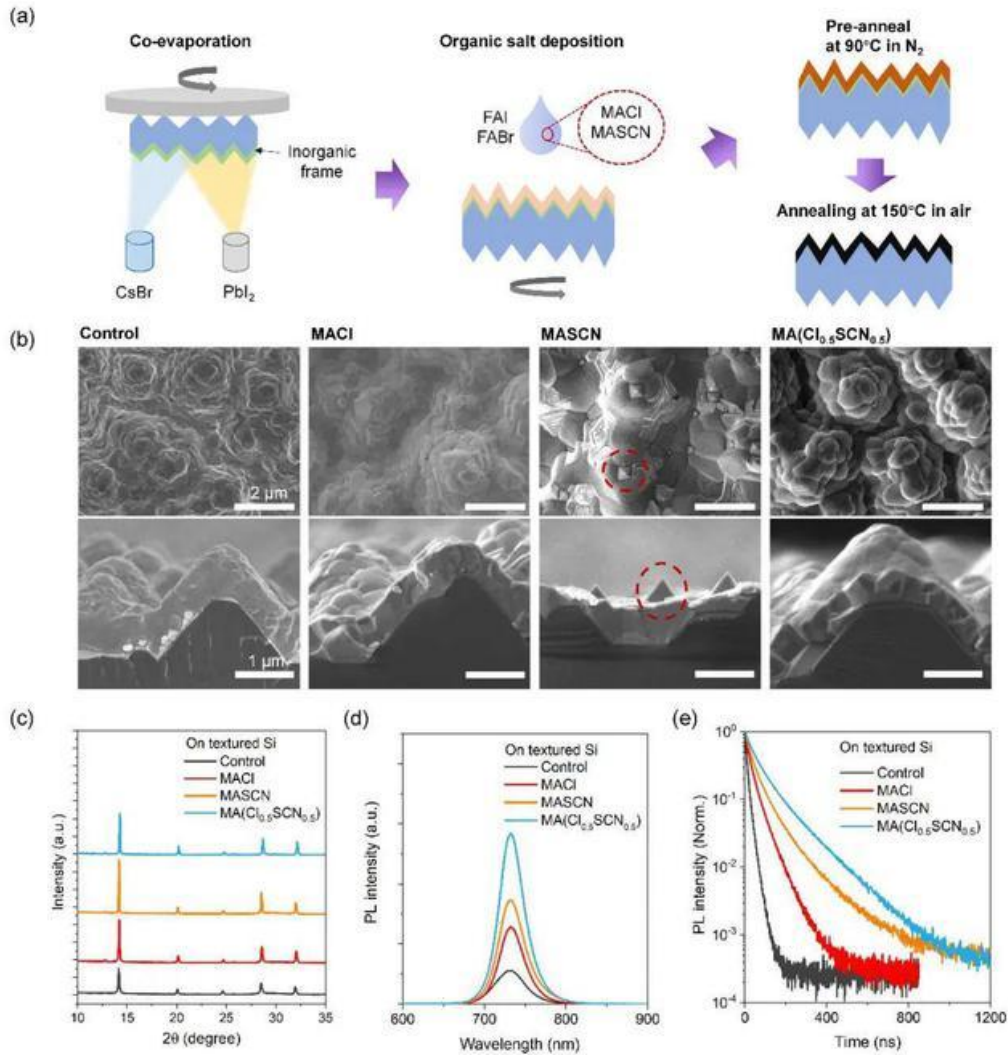 (a)
Co-evaporation
Inorganic
frame
CsBr
PbI₂
Organic salt deposition
FAI
FABr
MACl
MASCN
Pre-anneal
at 90°C in N₂
Annealing at 150°C in air
(b)
Control
MACl
MASCN
MA(Cl₀.₅SCN₀.₅)
2 μm
1 μm
(c)
On textured Si
Control
MACl
MASCN
MA(Cl₀.₅SCN₀.₅)
Intensity (a.u.)
10 15 20 25 30 35
2θ (degree)
(d)
On textured Si
Control
MACl
MASCN
MA(Cl₀.₅SCN₀.₅)
PL intensity (a.u.)
600 700 800 900
Wavelength (nm)
(e)
On textured Si
Control
MACl
MASCN
MA(Cl₀.₅SCN₀.₅)
PL intensity (Norm.)
10⁰
10⁻¹
10⁻²
10⁻³
10⁻⁴
0 400 800 1200
Time (ns)